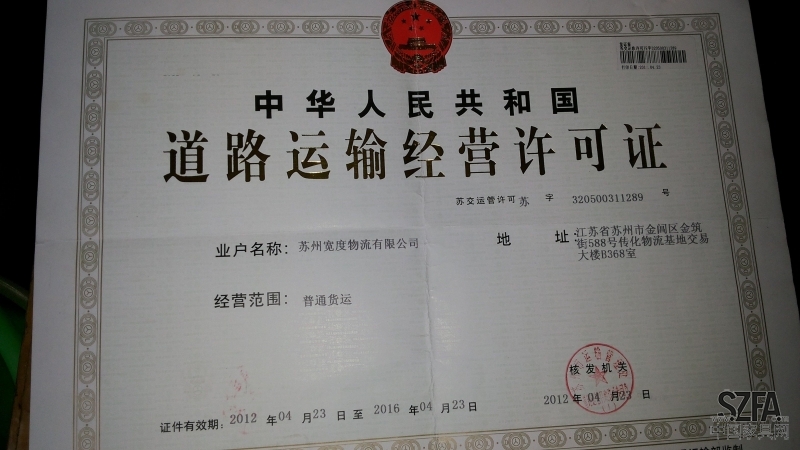 中华人民共和国
道路运输经营许可证
苏交运管许可 苏 字 320500311289 号
业户名称: 苏州宽度物流有限公司
地 址: 江苏省苏州市金阊区金筑
街588号传化物流基地交易
大楼B368室
经营范围: 普通货运
核发机关
证件有效期: 2012 年 04 月 23 日 至 2016 年 04 月 23 日
2012 年 04 月 23 日
SZFA
中国家具网